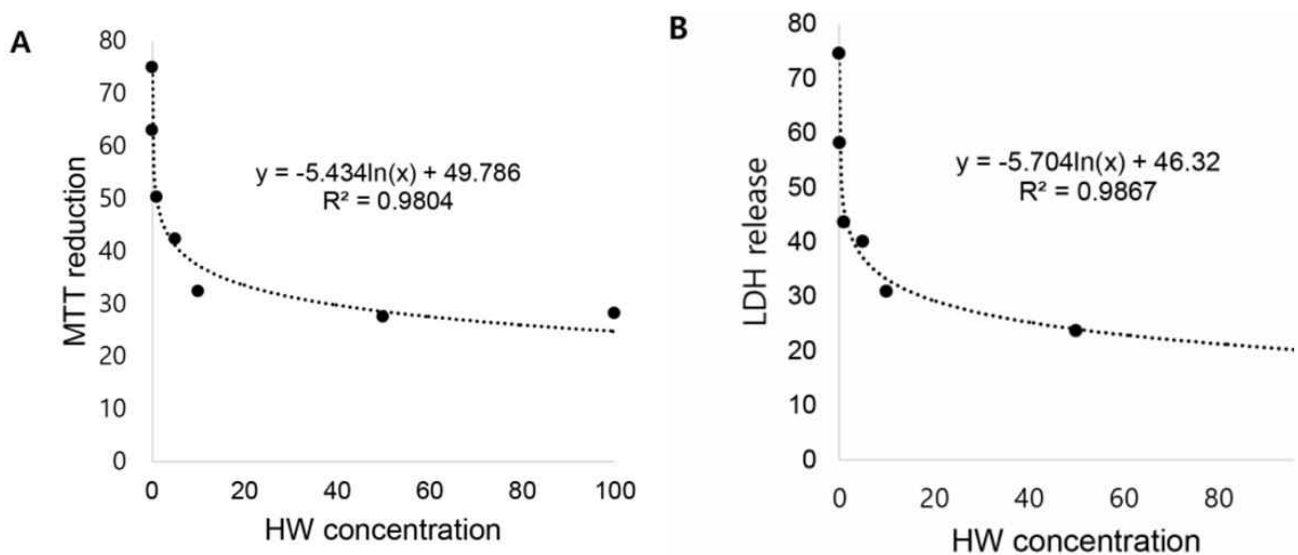 A
80
70
60
50
40
30
20
10
0
MTT reduction
y = -5.434ln(x) + 49.786
R² = 0.9804
0 20 40 60 80 100
HW concentration
B
80
70
60
50
40
30
20
10
0
LDH release
y = -5.704ln(x) + 46.32
R² = 0.9867
0 20 40 60 80
HW concentration